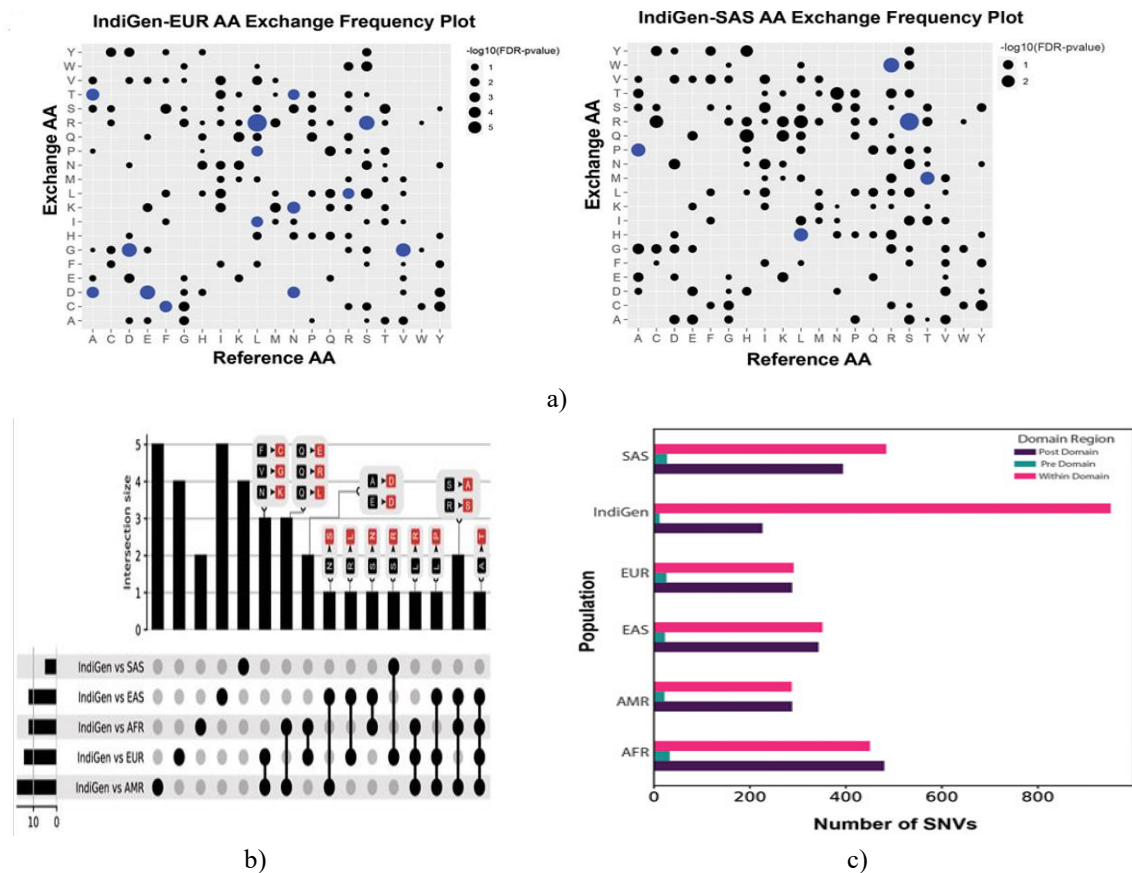 IndiGen-EUR AA Exchange Frequency Plot
Exchange AA
Y
W
V
T
S
R
Q
P
N
M
L
K
I
H
G
F
E
D
C
A
A C D E F G H I K L M N P Q R S T V W Y
Reference AA
-log10(FDR-pvalue)
1
2
3
4
5
IndiGen-SAS AA Exchange Frequency Plot
Exchange AA
Y
W
V
T
S
R
Q
P
N
M
L
K
I
H
G
F
E
D
C
A
A C D E F G H I K L M N P Q R S T V W Y
Reference AA
-log10(FDR-pvalue)
1
2
a)
Intersection size
5
4
3
2
1
0
F C
V G
N K
Q E
Q R
Q L
A D
E D
S A
R S
S L N R R P T
N R S S L L A
IndiGen vs SAS
IndiGen vs EAS
IndiGen vs AFR
IndiGen vs EUR
IndiGen vs AMR
10 0
b)
Population
SAS
IndiGen
EUR
EAS
AMR
AFR
Domain Region
Post Domain
Pre Domain
Within Domain
0 200 400 600 800
Number of SNVs
c)